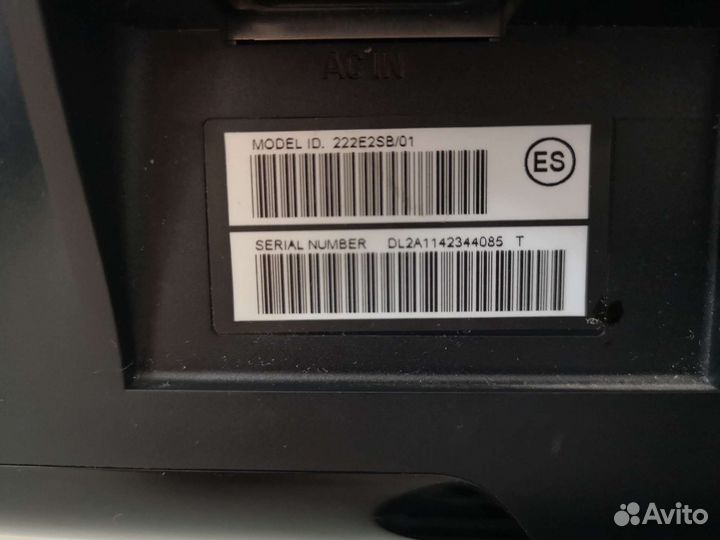 AC IN
MODEL ID. 222E2SB/01
ES
SERIAL NUMBER DL2A1142344085 T
Avito